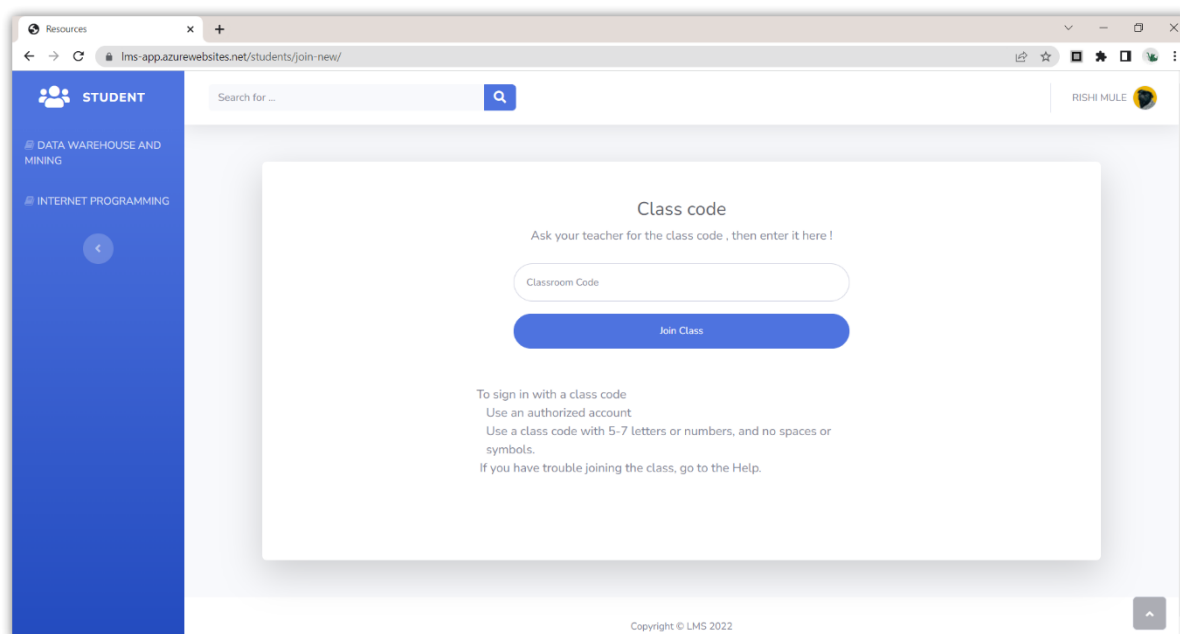 Resources
lms-app.azurewebsites.net/students/join-new/
STUDENT
Search for ...
RISHI MULE
DATA WAREHOUSE AND
MINING
INTERNET PROGRAMMING
Class code
Ask your teacher for the class code , then enter it here !
Classroom Code
Join Class
To sign in with a class code
Use an authorized account
Use a class code with 5-7 letters or numbers, and no spaces or
symbols.
If you have trouble joining the class, go to the Help.
Copyright © LMS 2022